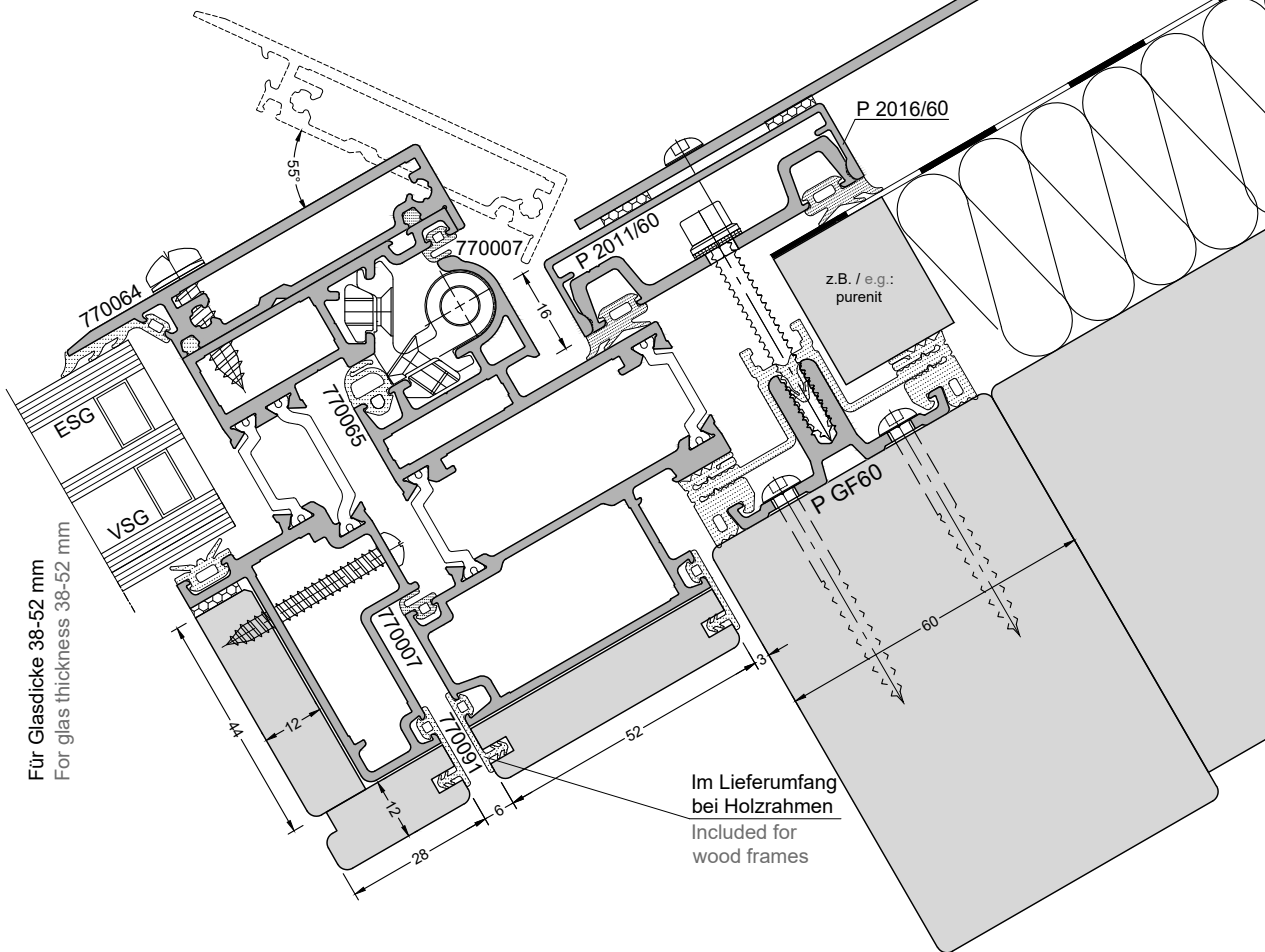 P 2016/60
55°
770007
P 2011/60
z.B. / e.g.:
purenit
770064
16
ESG
770065
VSG
P GF60
Für Glasdicke 38-52 mm
For glas thickness 38-52 mm
770007
60
3
44
12
52
770091
Im Lieferumfang
bei Holzrahmen
Included for
wood frames
12
6
28